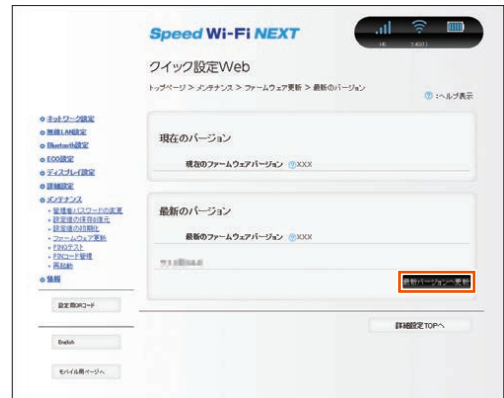 Speed Wi-Fi NEXT
クイック設定Web
トップページ > メンテナンス > ファームウェア更新 > 最新のバージョン
?:ヘルプ表示
ネットワーク設定
無線LAN設定
Bluetooth設定
ECO設定
ディスプレイ設定
詳細設定
メンテナンス
管理者パスワードの変更
設定値の保存&復元
設定値の初期化
ファームウェア更新
PINGテスト
PINコード管理
再起動
情報
設定用QRコード
English
モバイル用ページへ
現在のバージョン
現在のファームウェアバージョン ?XXX
最新のバージョン
最新のファームウェアバージョン ?XXX
最新バージョンへ更新
詳細設定TOPへ